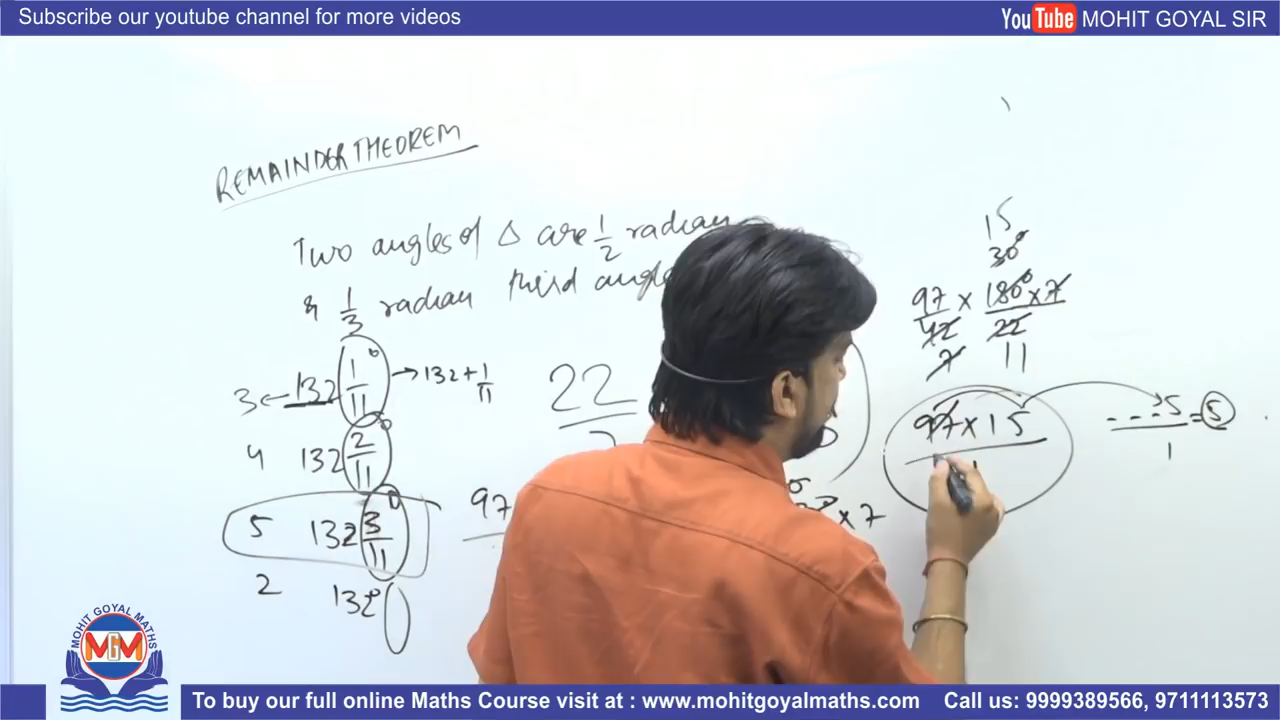 Subscribe our youtube channel for more videos
YouTube MOHIT GOYAL SIR
REMAINDER THEOREM
Two angles of Δ are 1/2 radian
& 1/3 radian third angle
3 ← 132 1/11° → 132 + 1/11
4 132 2/11°
5 132 3/11°
2 132°
22
97
× 7
15
30°
97/42 × 180° × 7/22
7 11
97 × 15
- - - 5/1 = 5
MOHIT GOYAL MATHS
MGM
To buy our full online Maths Course visit at : www.mohitgoyalmaths.com Call us: 9999389566, 9711113573